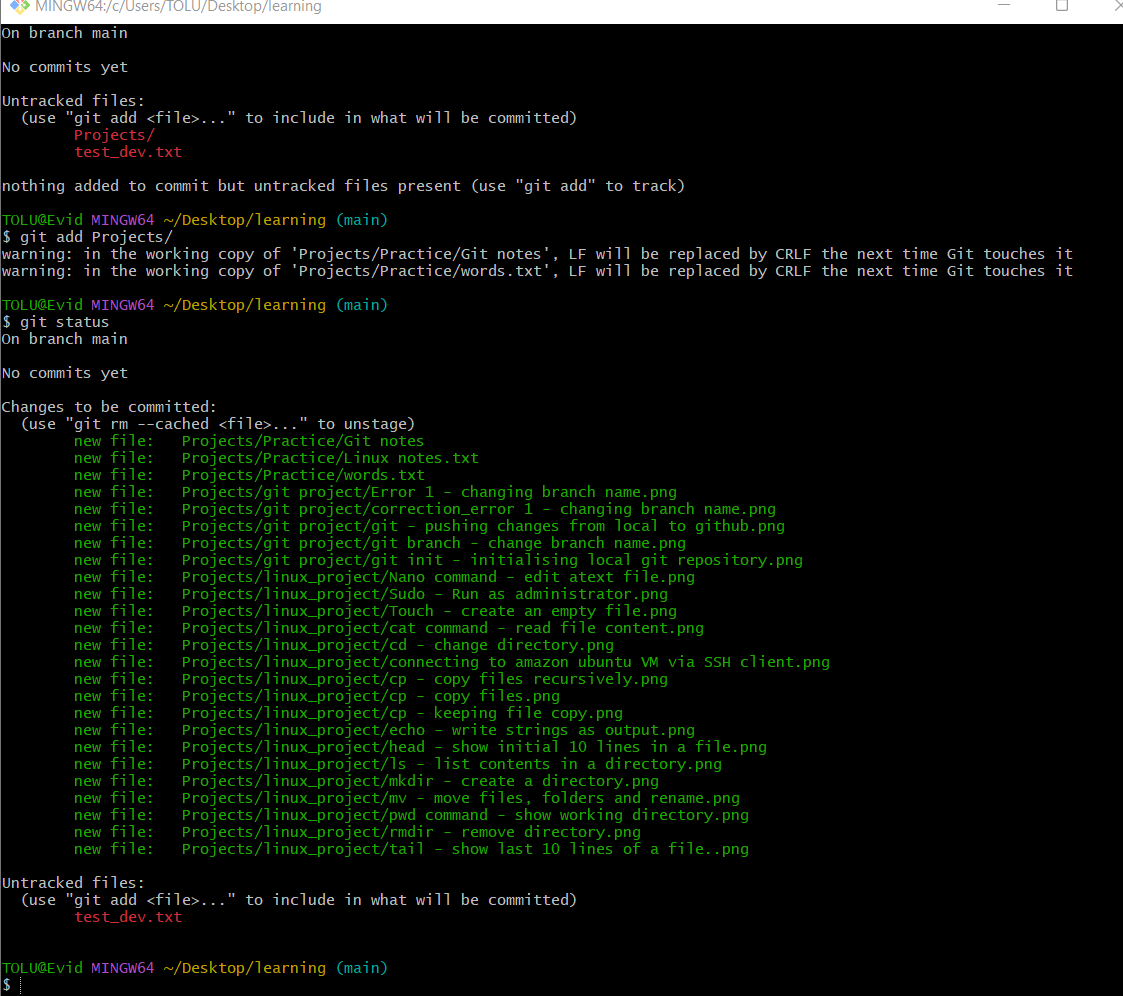 MINGW64:/c/Users/TOLU/Desktop/learning
On branch main
No commits yet
Untracked files:
(use "git add <file>..." to include in what will be committed)
Projects/
test_dev.txt
nothing added to commit but untracked files present (use "git add" to track)
TOLU@Evid MINGW64 ~/Desktop/learning (main)
$ git add Projects/
warning: in the working copy of 'Projects/Practice/Git notes', LF will be replaced by CRLF the next time Git touches it
warning: in the working copy of 'Projects/Practice/words.txt', LF will be replaced by CRLF the next time Git touches it
TOLU@Evid MINGW64 ~/Desktop/learning (main)
$ git status
On branch main
No commits yet
Changes to be committed:
(use "git rm --cached <file>..." to unstage)
new file:   Projects/Practice/Git notes
new file:   Projects/Practice/Linux notes.txt
new file:   Projects/Practice/words.txt
new file:   Projects/git project/Error 1 - changing branch name.png
new file:   Projects/git project/correction_error 1 - changing branch name.png
new file:   Projects/git project/git - pushing changes from local to github.png
new file:   Projects/git project/git branch - change branch name.png
new file:   Projects/git project/git init - initialising local git repository.png
new file:   Projects/linux_project/Nano command - edit atext file.png
new file:   Projects/linux_project/Sudo - Run as administrator.png
new file:   Projects/linux_project/Touch - create an empty file.png
new file:   Projects/linux_project/cat command - read file content.png
new file:   Projects/linux_project/cd - change directory.png
new file:   Projects/linux_project/connecting to amazon ubuntu VM via SSH client.png
new file:   Projects/linux_project/cp - copy files recursively.png
new file:   Projects/linux_project/cp - copy files.png
new file:   Projects/linux_project/cp - keeping file copy.png
new file:   Projects/linux_project/echo - write strings as output.png
new file:   Projects/linux_project/head - show initial 10 lines in a file.png
new file:   Projects/linux_project/ls - list contents in a directory.png
new file:   Projects/linux_project/mkdir - create a directory.png
new file:   Projects/linux_project/mv - move files, folders and rename.png
new file:   Projects/linux_project/pwd command - show working directory.png
new file:   Projects/linux_project/rmdir - remove directory.png
new file:   Projects/linux_project/tail - show last 10 lines of a file..png
Untracked files:
(use "git add <file>..." to include in what will be committed)
test_dev.txt
TOLU@Evid MINGW64 ~/Desktop/learning (main)
$